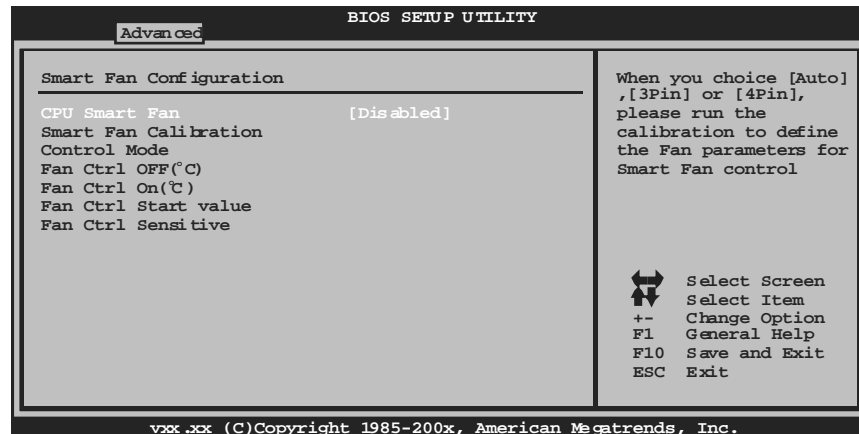 BIOS SETUP UTILITY
Advanced
Smart Fan Configuration
CPU Smart Fan [Disabled]
Smart Fan Calibration
Control Mode
Fan Ctrl OFF(°C)
Fan Ctrl On(°C)
Fan Ctrl Start value
Fan Ctrl Sensitive
When you choice [Auto]
,[3Pin] or [4Pin],
please run the
calibration to define
the Fan parameters for
Smart Fan control
Select Screen
Select Item
+- Change Option
F1 General Help
F10 Save and Exit
ESC Exit
vxx.xx (C)Copyright 1985-200x, American Megatrends, Inc.